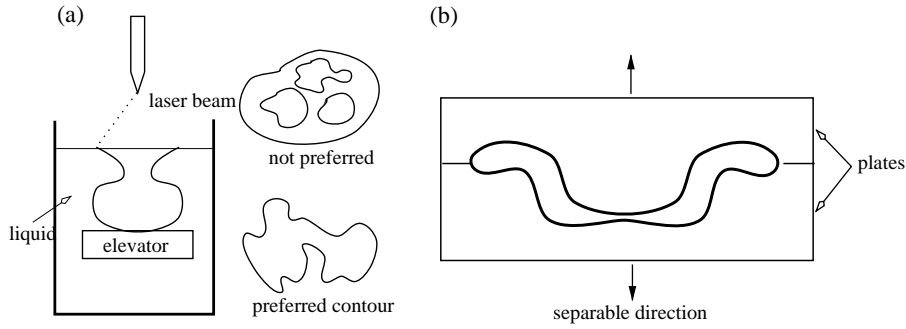 (a)
laser beam
not preferred
liquid
elevator
preferred contour
(b)
plates
separable direction